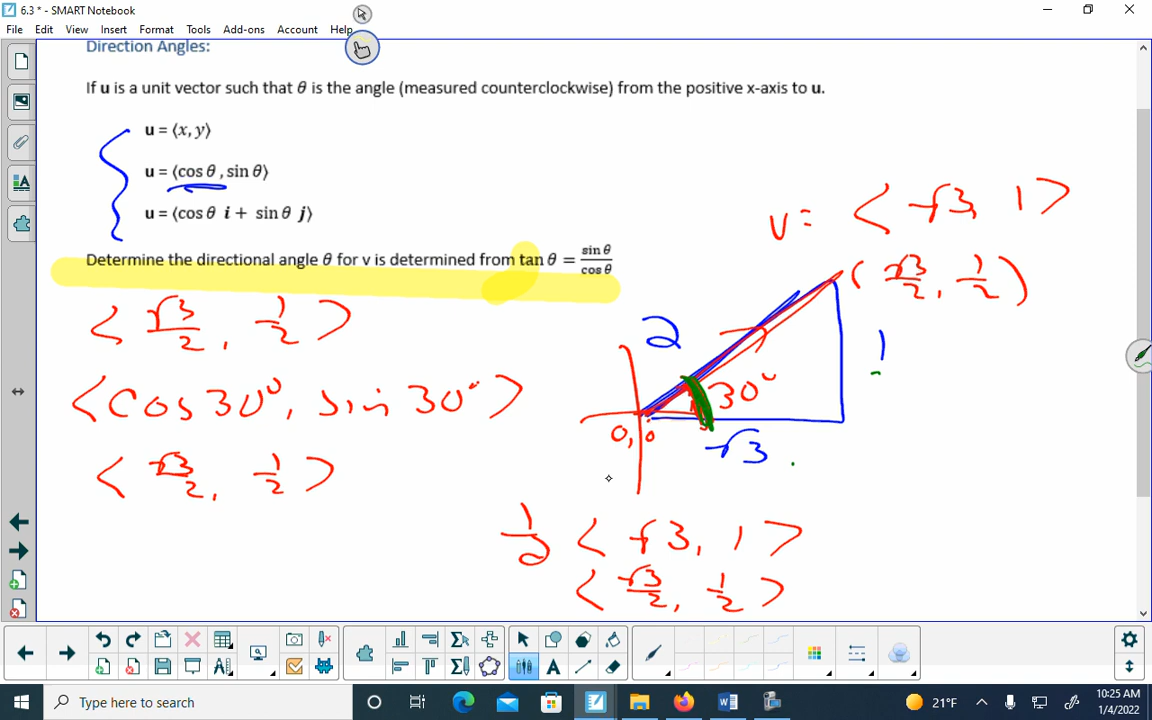 6.3 * - SMART Notebook
File Edit View Insert Format Tools Add-ons Account Help
Direction Angles:
If u is a unit vector such that θ is the angle (measured counterclockwise) from the positive x-axis to u.
u = ⟨x, y⟩
u = ⟨cos θ , sin θ⟩
u = ⟨cos θ i + sin θ j⟩
Determine the directional angle θ for v is determined from tan θ = sin θ / cos θ
v = < √3, 1 >
(√3/2, 1/2)
< √3/2, 1/2 >
2
1
<cos 30°, sin 30°>
30°
0, 0
√3
< √3/2, 1/2 >
1/2 < √3, 1 >
< √3/2, 1/2 >
Type here to search
21°F
10:25 AM
1/4/2022